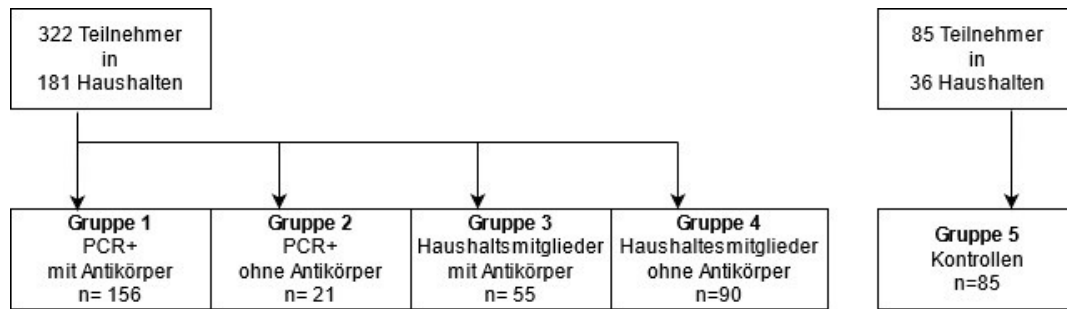 322 Teilnehmer
in
181 Haushalten
85 Teilnehmer
in
36 Haushalten
Gruppe 1
PCR+
mit Antikörper
n= 156
Gruppe 2
PCR+
ohne Antikörper
n= 21
Gruppe 3
Haushaltsmitglieder
mit Antikörper
n= 55
Gruppe 4
Haushaltesmitglieder
ohne Antikörper
n=90
Gruppe 5
Kontrollen
n=85